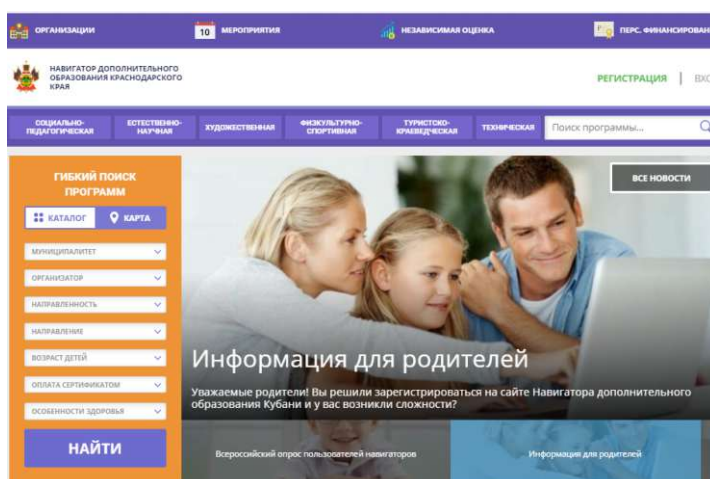 ОРГАНИЗАЦИИ
10 МЕРОПРИЯТИЯ
НЕЗАВИСИМАЯ ОЦЕНКА
ПЕРС. ФИНАНСИРОВАН
НАВИГАТОР ДОПОЛНИТЕЛЬНОГО
ОБРАЗОВАНИЯ КРАСНОДАРСКОГО
КРАЯ
РЕГИСТРАЦИЯ | ВХО
СОЦИАЛЬНО-
ПЕДАГОГИЧЕСКАЯ
ЕСТЕСТВЕННО-
НАУЧНАЯ
ХУДОЖЕСТВЕННАЯ
ФИЗКУЛЬТУРНО-
СПОРТИВНАЯ
ТУРИСТСКО-
КРАЕВЕДЧЕСКАЯ
ТЕХНИЧЕСКАЯ
Поиск программы...
ГИБКИЙ ПОИСК
ПРОГРАММ
КАТАЛОГ
КАРТА
МУНИЦИПАЛИТЕТ
ОРГАНИЗАТОР
НАПРАВЛЕННОСТЬ
НАПРАВЛЕНИЕ
ВОЗРАСТ ДЕТЕЙ
ОПЛАТА СЕРТИФИКАТОМ
ОСОБЕННОСТИ ЗДОРОВЬЯ
НАЙТИ
ВСЕ НОВОСТИ
Информация для родителей
Уважаемые родители! Вы решили зарегистрироваться на сайте Навигатора дополнительного
образования Кубани и у вас возникли сложности?
Всероссийский опрос пользователей навигаторов
Информация для родителей